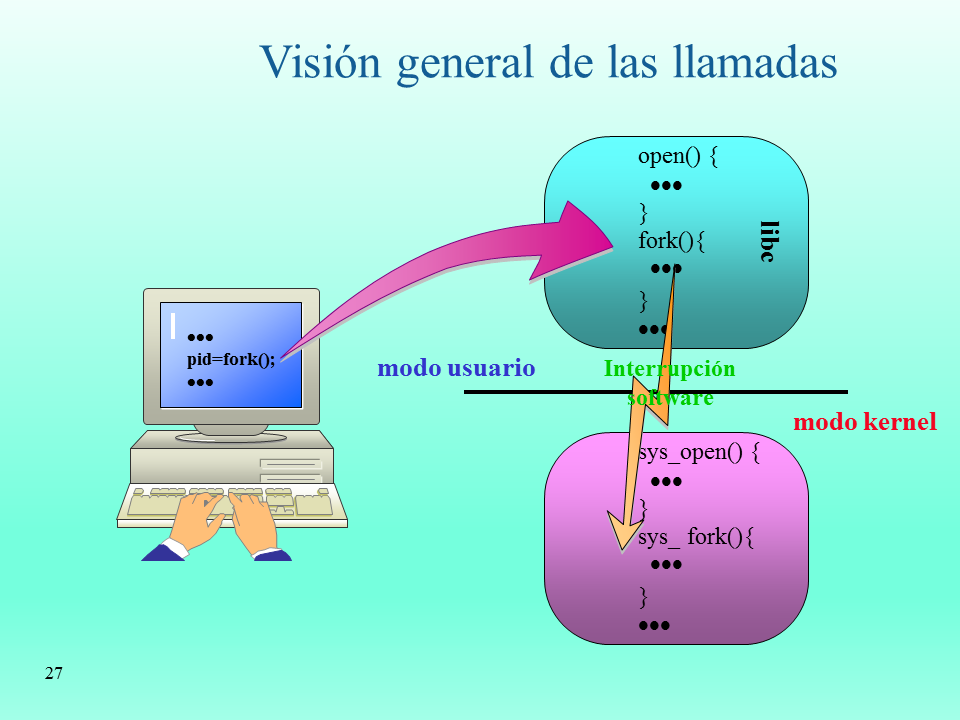 Visión general de las llamadas
open() {
•••
}
fork(){
•••
}
•••
libc
•••
pid=fork();
•••
modo usuario
Interrupción
software
modo kernel
sys_open() {
•••
}
sys_ fork(){
•••
}
•••
27